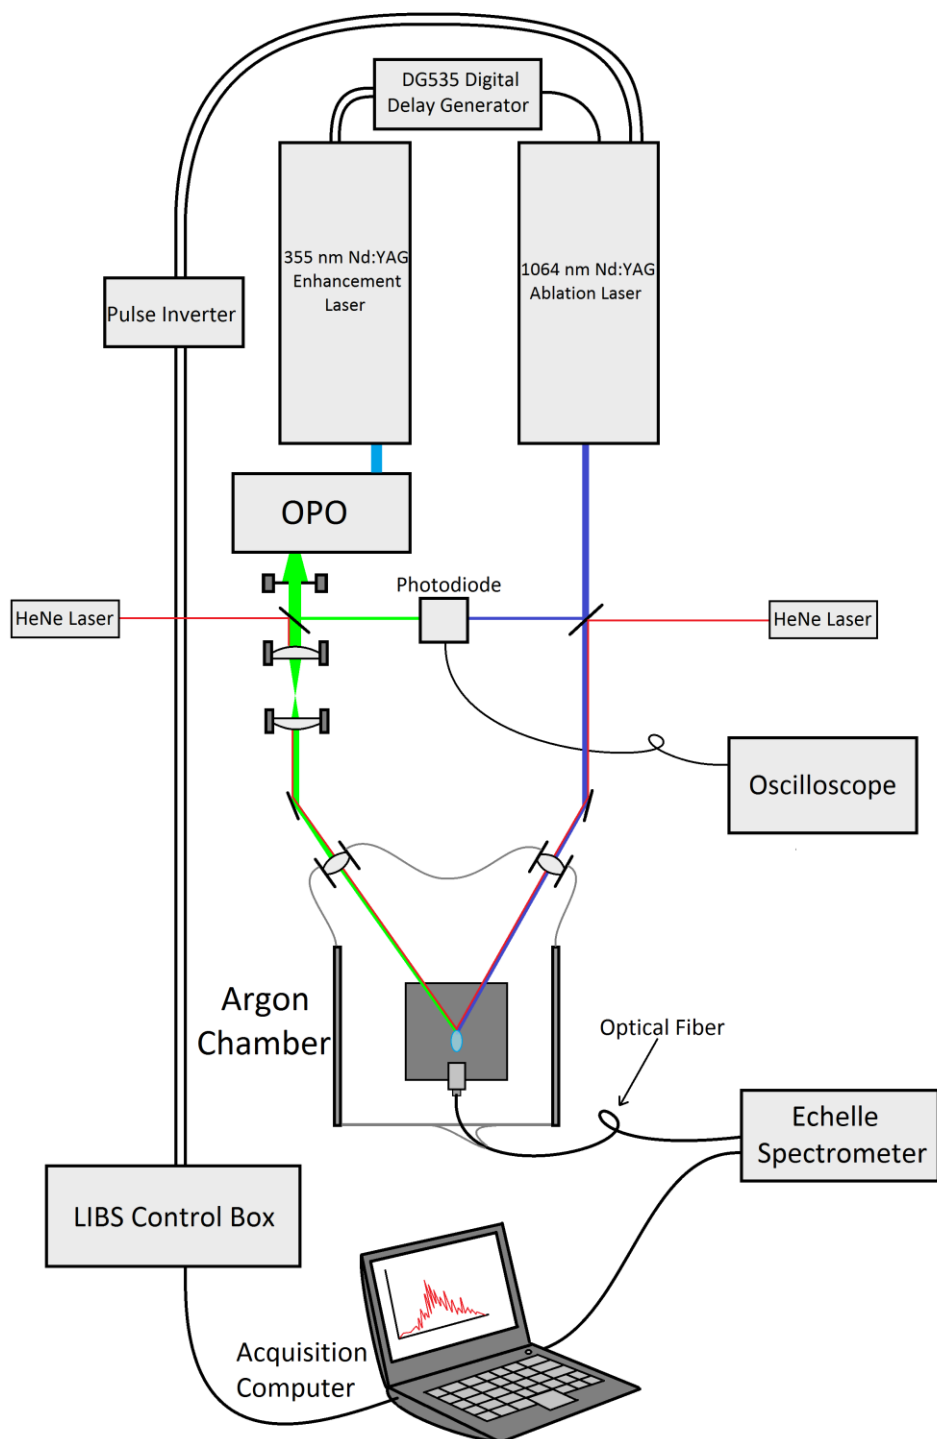 DG535 Digital
Delay Generator
355 nm Nd:YAG
Enhancement
Laser
1064 nm Nd:YAG
Ablation Laser
Pulse Inverter
OPO
Photodiode
HeNe Laser
HeNe Laser
Oscilloscope
Argon
Chamber
Optical Fiber
Echelle
Spectrometer
LIBS Control Box
Acquisition
Computer